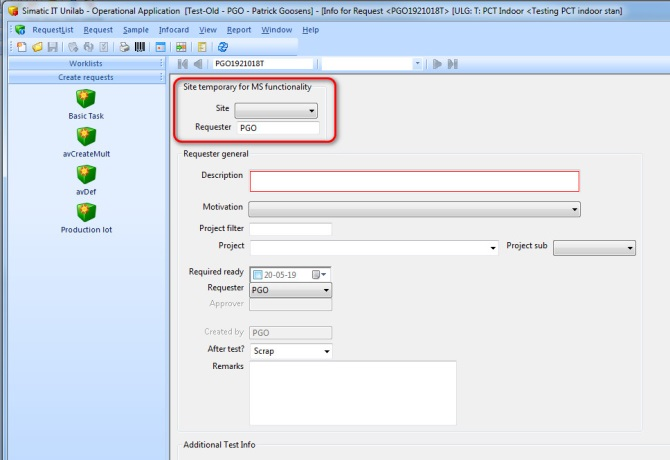 Simatic IT Unilab - Operational Application [Test-Old - PGO - Patrick Goosens] - [Info for Request <PGO1921018T> [ULG: T: PCT Indoor <Testing PCT indoor stan]
RequestList Request Sample Infocard View Report Window Help
Worklists
PGO1921018T
Create requests
Basic Task
avCreateMult
avDef
Production lot
Site temporary for MS functionality
Site
Requester PGO
Requester general
Description
Motivation
Project filter
Project
Project sub
Required ready 20-05-19
Requester PGO
Approver
Created by PGO
After test? Scrap
Remarks
Additional Test Info